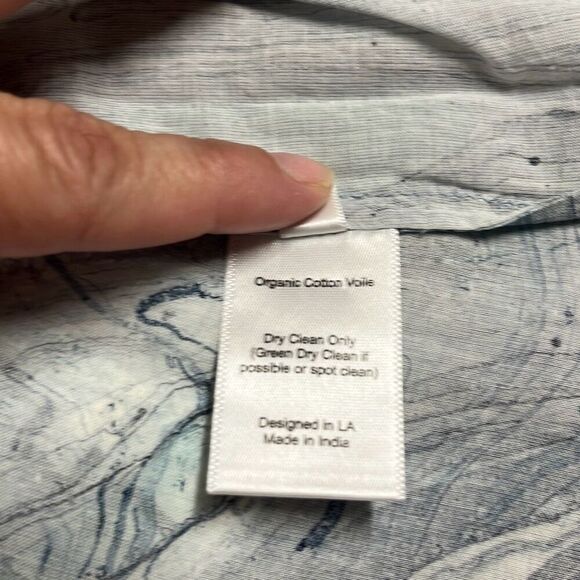 Organic Cotton Voile
Dry Clean Only
(Green Dry Clean if
possible or spot clean)
Designed in LA
Made in India